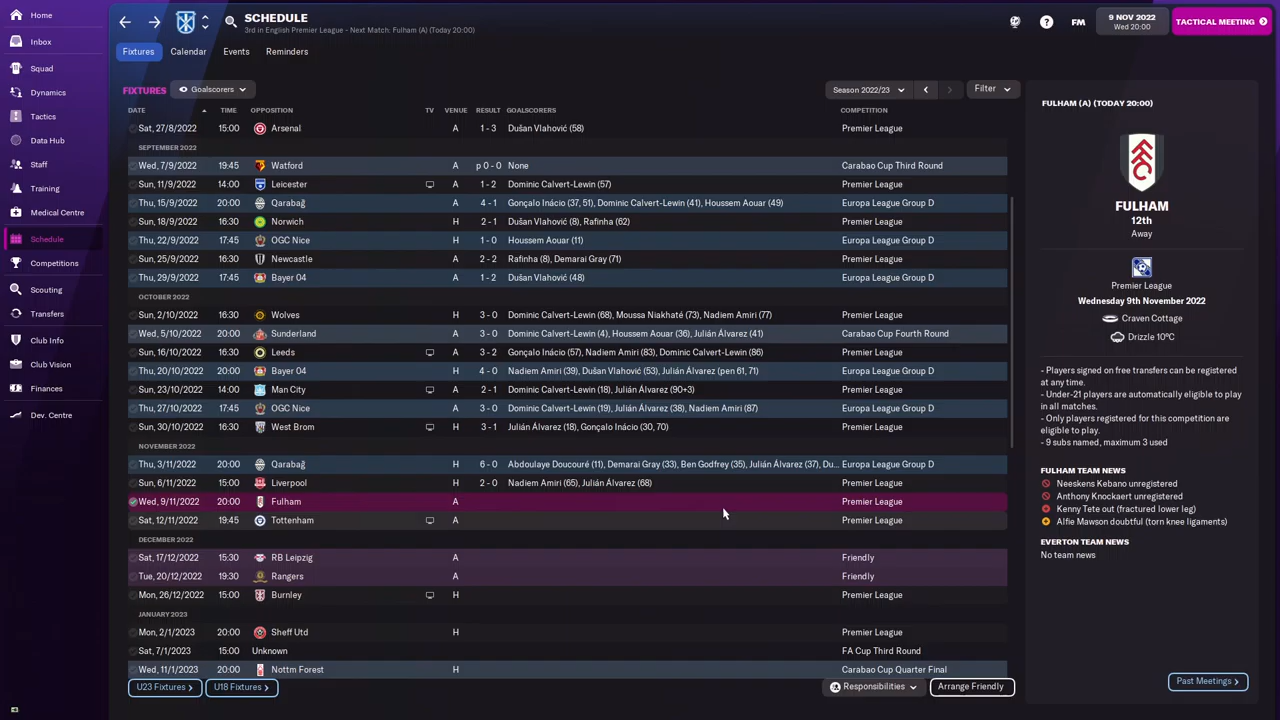 Home
Inbox
Squad
Dynamics
Tactics
Data Hub
Staff
Training
Medical Centre
Schedule
Competitions
Scouting
Transfers
Club Info
Club Vision
Finances
Dev. Centre
SCHEDULE
3rd in English Premier League - Next Match: Fulham (A) (Today 20:00)
FM
9 NOV 2022
Wed 20:00
TACTICAL MEETING
Fixtures Calendar Events Reminders
FIXTURES Goalscorers Season 2022/23 Filter
DATE TIME OPPOSITION TV VENUE RESULT GOALSCORERS COMPETITION
Sat, 27/8/2022 15:00 Arsenal A 1 - 3 Dušan Vlahović (58) Premier League
SEPTEMBER 2022
Wed, 7/9/2022 19:45 Watford A p 0 - 0 None Carabao Cup Third Round
Sun, 11/9/2022 14:00 Leicester A 1 - 2 Dominic Calvert-Lewin (57) Premier League
Thu, 15/9/2022 20:00 Qarabağ A 4 - 1 Gonçalo Inácio (37, 51), Dominic Calvert-Lewin (41), Houssem Aouar (49) Europa League Group D
Sun, 18/9/2022 16:30 Norwich H 2 - 1 Dušan Vlahović (8), Rafinha (62) Premier League
Thu, 22/9/2022 17:45 OGC Nice H 1 - 0 Houssem Aouar (11) Europa League Group D
Sun, 25/9/2022 16:30 Newcastle A 2 - 2 Rafinha (8), Demarai Gray (71) Premier League
Thu, 29/9/2022 17:45 Bayer 04 A 1 - 2 Dušan Vlahović (48) Europa League Group D
OCTOBER 2022
Sun, 2/10/2022 16:30 Wolves H 3 - 0 Dominic Calvert-Lewin (68), Moussa Niakhaté (73), Nadiem Amiri (77) Premier League
Wed, 5/10/2022 20:00 Sunderland A 3 - 0 Dominic Calvert-Lewin (4), Houssem Aouar (36), Julián Álvarez (41) Carabao Cup Fourth Round
Sun, 16/10/2022 16:30 Leeds A 3 - 2 Gonçalo Inácio (57), Nadiem Amiri (83), Dominic Calvert-Lewin (86) Premier League
Thu, 20/10/2022 20:00 Bayer 04 H 4 - 0 Nadiem Amiri (39), Dušan Vlahović (53), Julián Álvarez (pen 61, 71) Europa League Group D
Sun, 23/10/2022 14:00 Man City A 2 - 1 Dominic Calvert-Lewin (18), Julián Álvarez (90+3) Premier League
Thu, 27/10/2022 17:45 OGC Nice A 3 - 0 Dominic Calvert-Lewin (19), Julián Álvarez (38), Nadiem Amiri (87) Europa League Group D
Sun, 30/10/2022 16:30 West Brom H 3 - 1 Julián Álvarez (18), Gonçalo Inácio (30, 70) Premier League
NOVEMBER 2022
Thu, 3/11/2022 20:00 Qarabağ H 6 - 0 Abdoulaye Doucouré (11), Demarai Gray (33), Ben Godfrey (35), Julián Álvarez (37), Du... Europa League Group D
Sun, 6/11/2022 15:00 Liverpool H 2 - 0 Nadiem Amiri (65), Julián Álvarez (68) Premier League
Wed, 9/11/2022 20:00 Fulham A Premier League
Sat, 12/11/2022 19:45 Tottenham A Premier League
DECEMBER 2022
Sat, 17/12/2022 15:30 RB Leipzig A Friendly
Tue, 20/12/2022 19:30 Rangers A Friendly
Mon, 26/12/2022 15:00 Burnley H Premier League
JANUARY 2023
Mon, 2/1/2023 20:00 Sheff Utd H Premier League
Sat, 7/1/2023 15:00 Unknown FA Cup Third Round
Wed, 11/1/2023 20:00 Nottm Forest H Carabao Cup Quarter Final
U23 Fixtures U18 Fixtures Responsibilities Arrange Friendly
FULHAM (A) (TODAY 20:00)
FULHAM
12th
Away
Premier League
Wednesday 9th November 2022
Craven Cottage
Drizzle 10°C
- Players signed on free transfers can be registered
at any time.
- Under-21 players are automatically eligible to play
in all matches.
- Only players registered for this competition are
eligible to play.
- 9 subs named, maximum 3 used
FULHAM TEAM NEWS
Neeskens Kebano unregistered
Anthony Knockaert unregistered
Kenny Tete out (fractured lower leg)
Alfie Mawson doubtful (torn knee ligaments)
EVERTON TEAM NEWS
No team news
Past Meetings